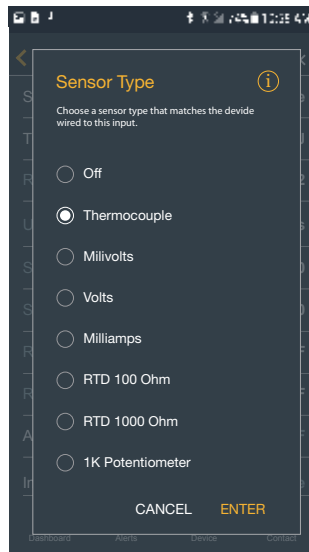 Sensor Type
i
Choose a sensor type that matches the devide
wired to this input.
Off
Thermocouple
Milivolts
Volts
Milliamps
RTD 100 Ohm
RTD 1000 Ohm
1K Potentiometer
CANCEL ENTER
Dashboard Alerts Device Contact